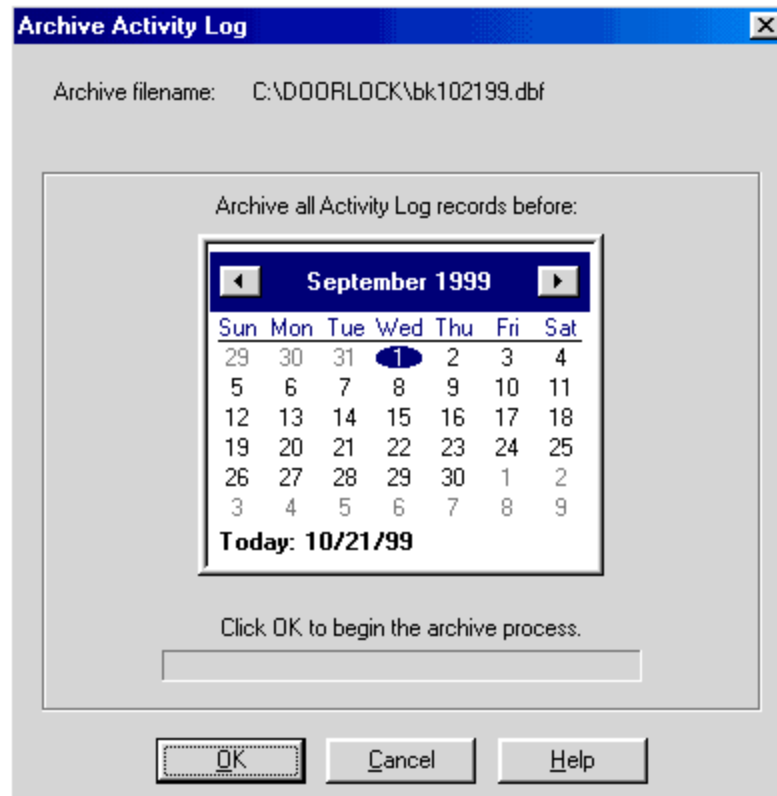 Archive Activity Log
Archive filename: C:\DOORLOCK\bk102199.dbf
Archive all Activity Log records before:
September 1999
Sun Mon Tue Wed Thu Fri Sat
29 30 31 1 2 3 4
5 6 7 8 9 10 11
12 13 14 15 16 17 18
19 20 21 22 23 24 25
26 27 28 29 30 1 2
3 4 5 6 7 8 9
Today: 10/21/99
Click OK to begin the archive process.
OK Cancel Help